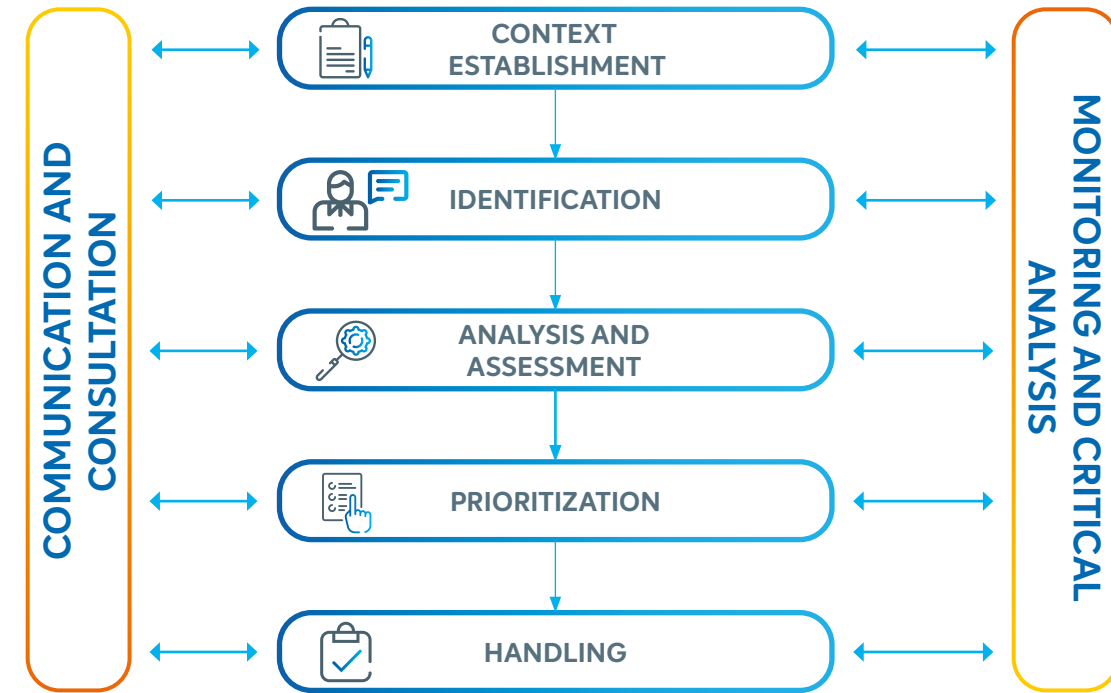 COMMUNICATION AND
CONSULTATION
CONTEXT
ESTABLISHMENT
IDENTIFICATION
ANALYSIS AND
ASSESSMENT
PRIORITIZATION
HANDLING
MONITORING AND CRITICAL
ANALYSIS